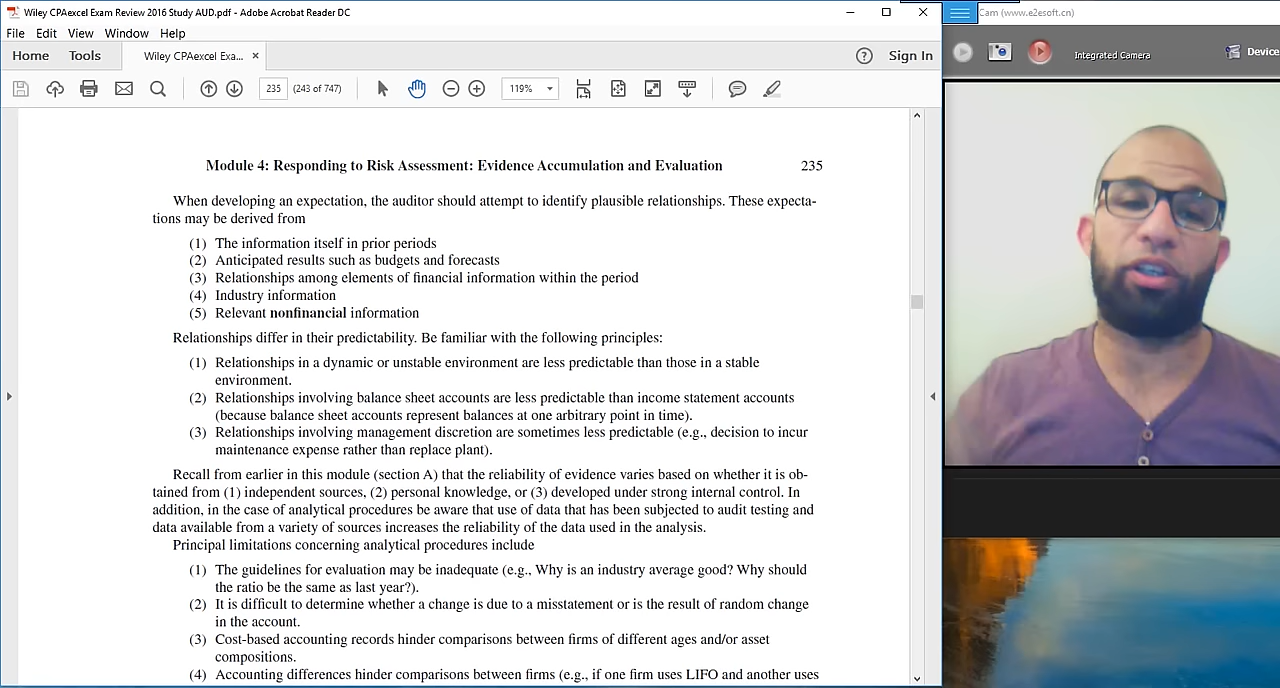 Wiley CPAexcel Exam Review 2016 Study AUD.pdf - Adobe Acrobat Reader DC
Cam (www.e2esoft.cn)
File Edit View Window Help
Home Tools Wiley CPAexcel Exa... × ? Sign In
Integrated Camera Device
235 (243 of 747) 119%
Module 4: Responding to Risk Assessment: Evidence Accumulation and Evaluation 235
When developing an expectation, the auditor should attempt to identify plausible relationships. These expecta-
tions may be derived from
(1) The information itself in prior periods
(2) Anticipated results such as budgets and forecasts
(3) Relationships among elements of financial information within the period
(4) Industry information
(5) Relevant nonfinancial information
Relationships differ in their predictability. Be familiar with the following principles:
(1) Relationships in a dynamic or unstable environment are less predictable than those in a stable
environment.
(2) Relationships involving balance sheet accounts are less predictable than income statement accounts
(because balance sheet accounts represent balances at one arbitrary point in time).
(3) Relationships involving management discretion are sometimes less predictable (e.g., decision to incur
maintenance expense rather than replace plant).
Recall from earlier in this module (section A) that the reliability of evidence varies based on whether it is ob-
tained from (1) independent sources, (2) personal knowledge, or (3) developed under strong internal control. In
addition, in the case of analytical procedures be aware that use of data that has been subjected to audit testing and
data available from a variety of sources increases the reliability of the data used in the analysis.
Principal limitations concerning analytical procedures include
(1) The guidelines for evaluation may be inadequate (e.g., Why is an industry average good? Why should
the ratio be the same as last year?).
(2) It is difficult to determine whether a change is due to a misstatement or is the result of random change
in the account.
(3) Cost-based accounting records hinder comparisons between firms of different ages and/or asset
compositions.
(4) Accounting differences hinder comparisons between firms (e.g., if one firm uses LIFO and another uses